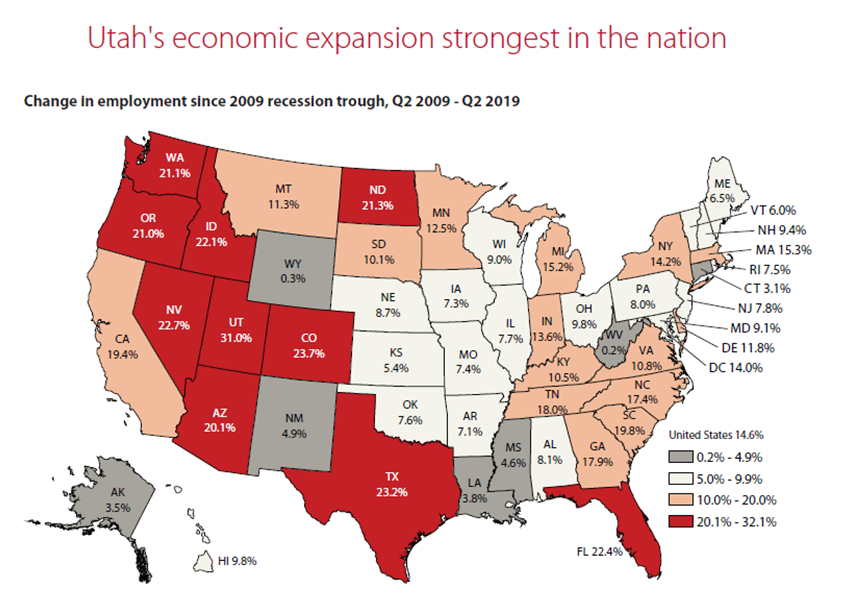 Utah's economic expansion strongest in the nation
Change in employment since 2009 recession trough, Q2 2009 - Q2 2019
WA
21.1%
OR
21.0%
ID
22.1%
MT
11.3%
ND
21.3%
MN
12.5%
SD
10.1%
WY
0.3%
WI
9.0%
MI
15.2%
NY
14.2%
ME
6.5%
VT 6.0%
NH 9.4%
MA 15.3%
RI 7.5%
CT 3.1%
NJ 7.8%
MD 9.1%
DE 11.8%
DC 14.0%
PA
8.0%
NE
8.7%
IA
7.3%
IL
7.7%
IN
13.6%
OH
9.8%
WV
0.2%
VA
10.8%
CA
19.4%
NV
22.7%
UT
31.0%
CO
23.7%
KS
5.4%
MO
7.4%
KY
10.5%
NC
17.4%
TN
18.0%
SC
19.8%
AZ
20.1%
NM
4.9%
OK
7.6%
AR
7.1%
MS
4.6%
AL
8.1%
GA
17.9%
TX
23.2%
LA
3.8%
FL 22.4%
AK
3.5%
HI 9.8%
United States 14.6%
0.2% - 4.9%
5.0% - 9.9%
10.0% - 20.0%
20.1% - 32.1%